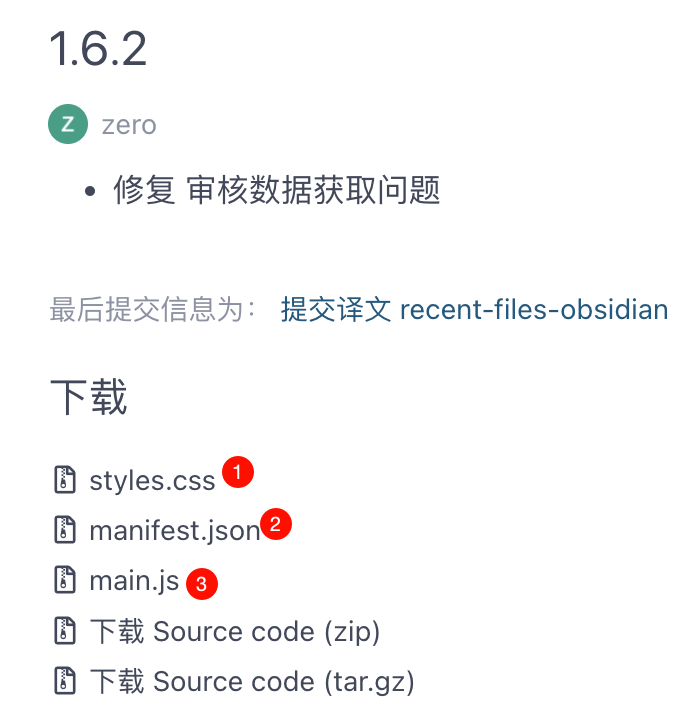 1.6.2
Z zero
• 修复 审核数据获取问题
最后提交信息为： 提交译文 recent-files-obsidian
下载
styles.css 1
manifest.json 2
main.js 3
下载 Source code (zip)
下载 Source code (tar.gz)